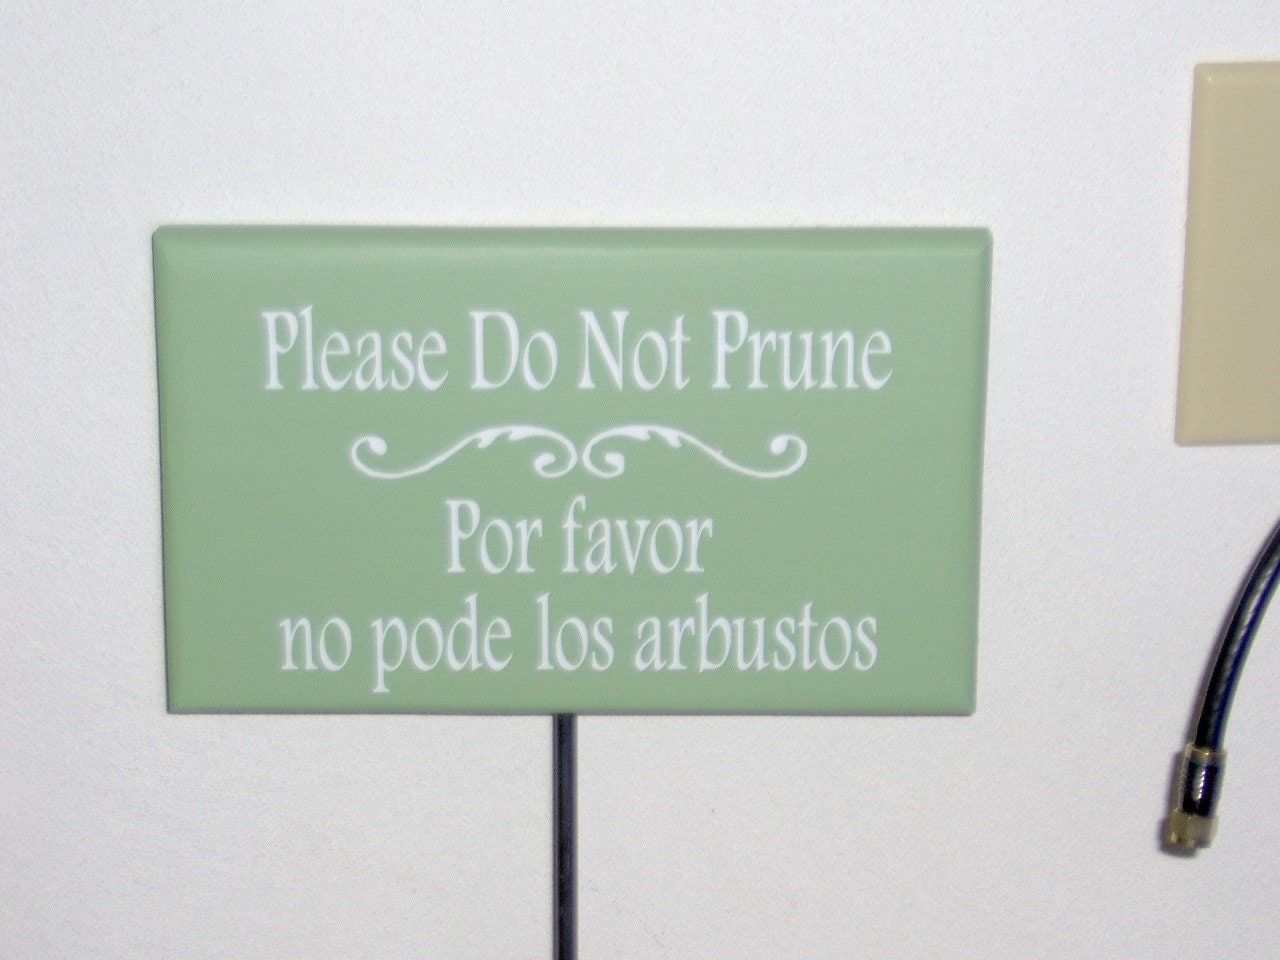 Please Do Not Prune
Por favor
no pode los arbustos